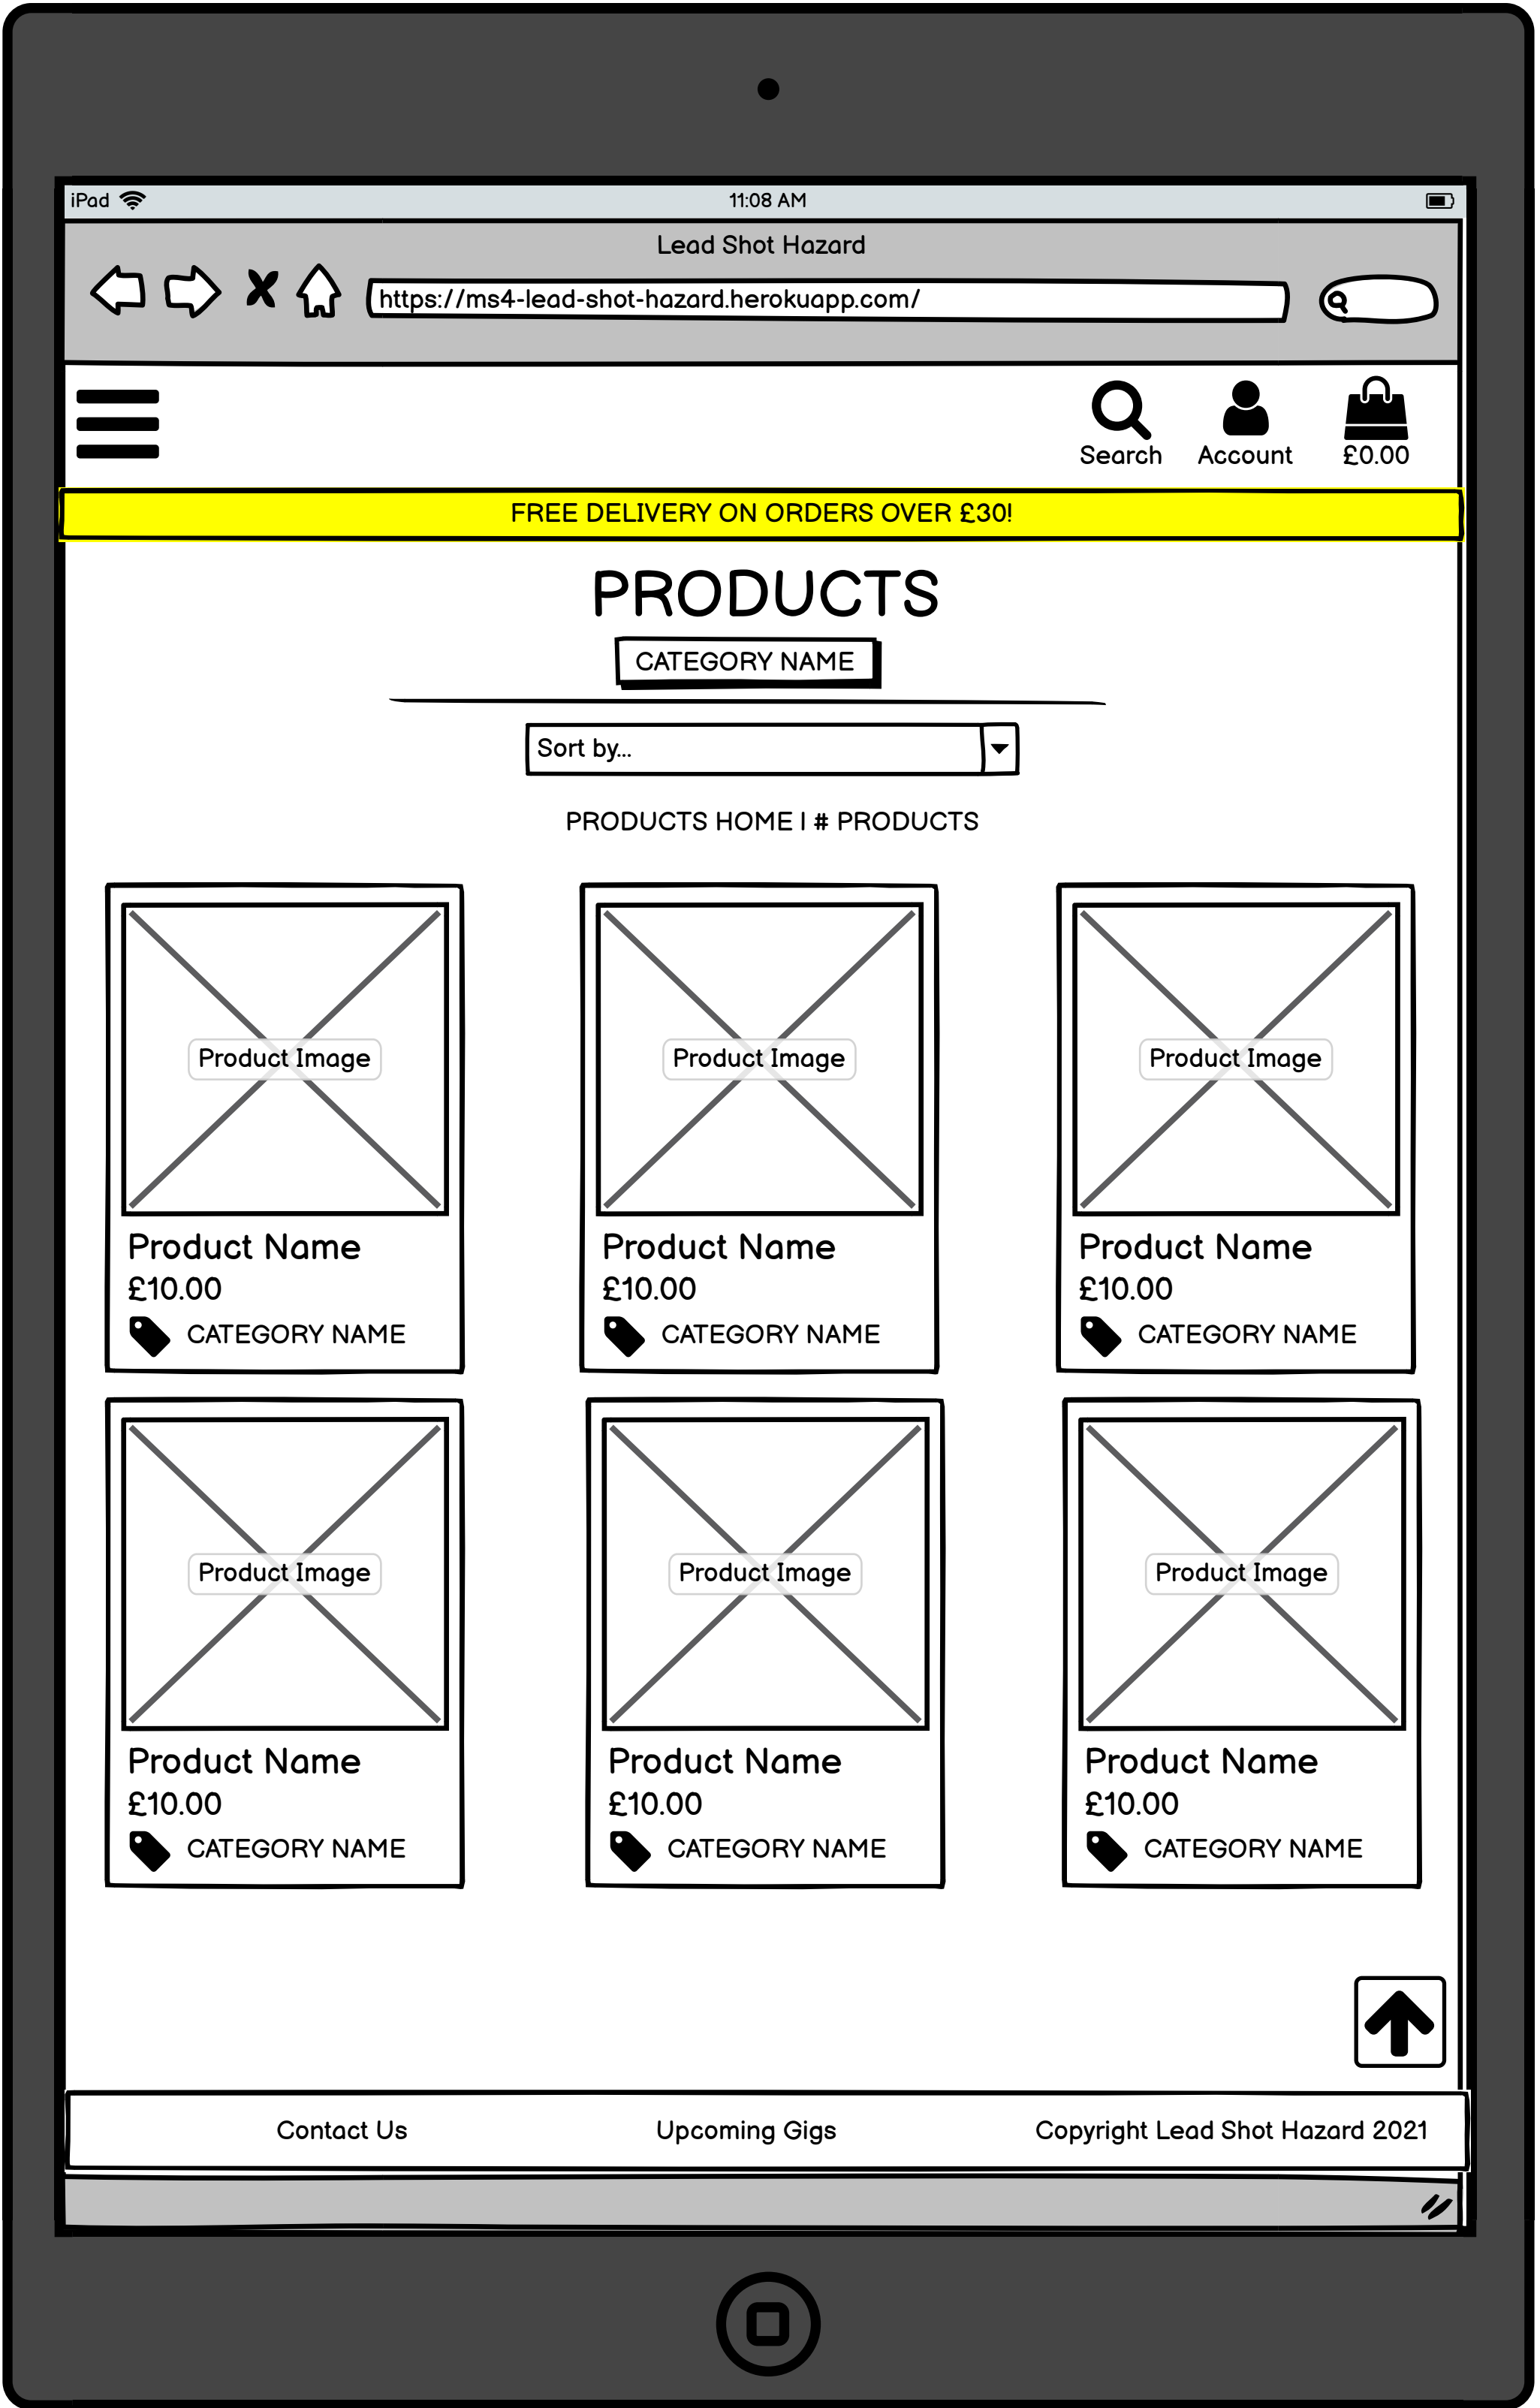 iPad 11:08 AM
Lead Shot Hazard
https://ms4-lead-shot-hazard.herokuapp.com/
Search Account £0.00
FREE DELIVERY ON ORDERS OVER £30!
PRODUCTS
CATEGORY NAME
Sort by...
PRODUCTS HOME | # PRODUCTS
Product Image Product Image Product Image
Product Name Product Name Product Name
£10.00 £10.00 £10.00
CATEGORY NAME CATEGORY NAME CATEGORY NAME
Product Image Product Image Product Image
Product Name Product Name Product Name
£10.00 £10.00 £10.00
CATEGORY NAME CATEGORY NAME CATEGORY NAME
Contact Us Upcoming Gigs Copyright Lead Shot Hazard 2021